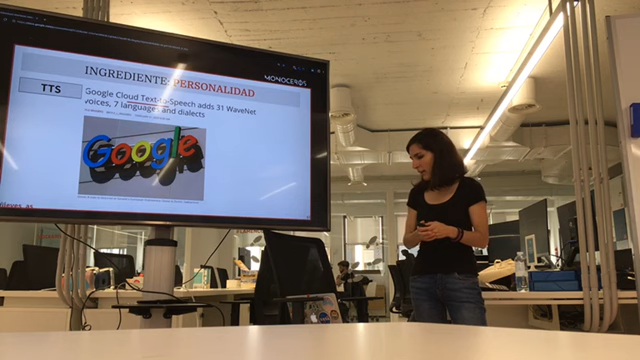 INGREDIENTE: PERSONALIDAD
MONOCEROS
TTS
Google Cloud Text-to-Speech adds 31 WaveNet
voices, 7 languages and dialects
Google